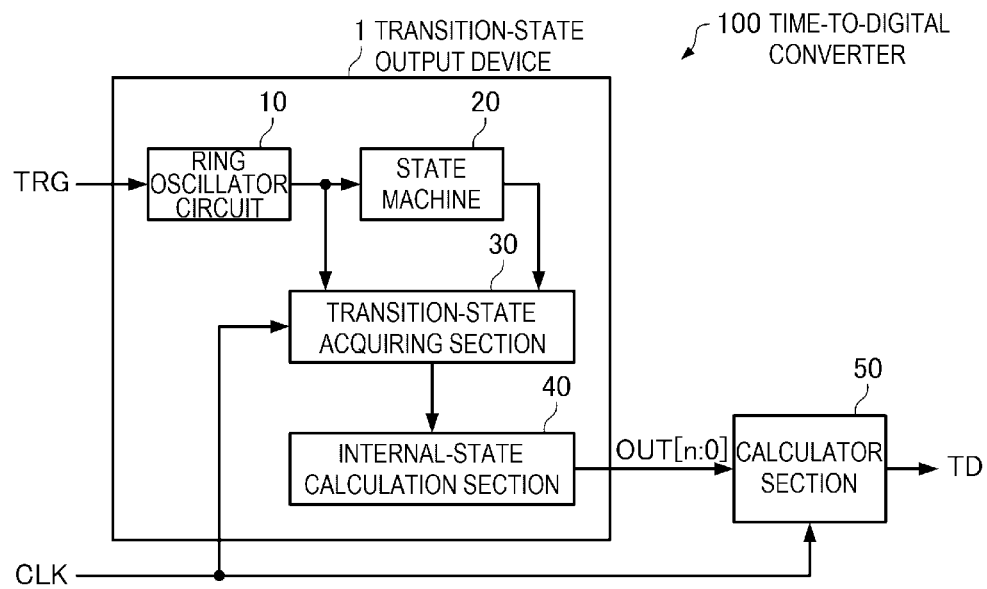 1 TRANSITION-STATE
OUTPUT DEVICE
100 TIME-TO-DIGITAL
CONVERTER
10
20
TRG
RING
OSCILLATOR
CIRCUIT
STATE
MACHINE
30
TRANSITION-STATE
ACQUIRING SECTION
40
50
INTERNAL-STATE
CALCULATION SECTION
OUT[n:0]
CALCULATOR
SECTION
TD
CLK